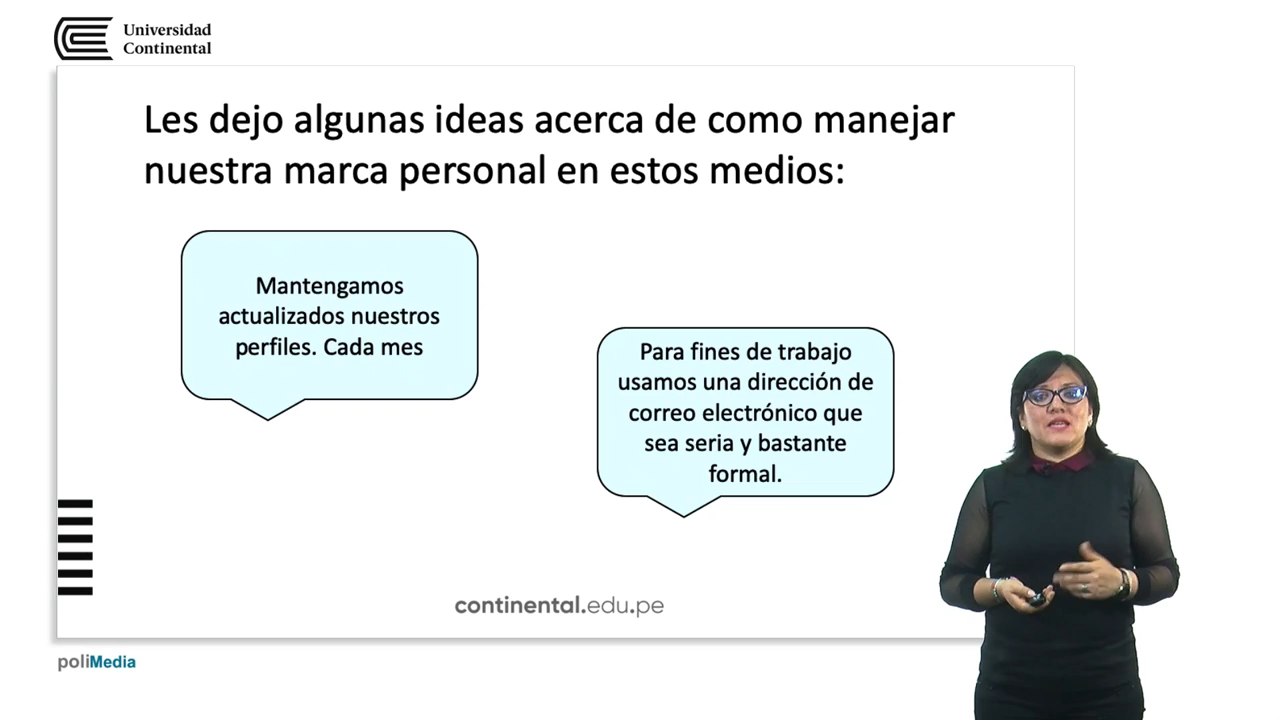 Universidad
Continental
Les dejo algunas ideas acerca de como manejar
nuestra marca personal en estos medios:
Mantengamos
actualizados nuestros
perfiles. Cada mes
Para fines de trabajo
usamos una dirección de
correo electrónico que
sea seria y bastante
formal.
continental.edu.pe
poliMedia